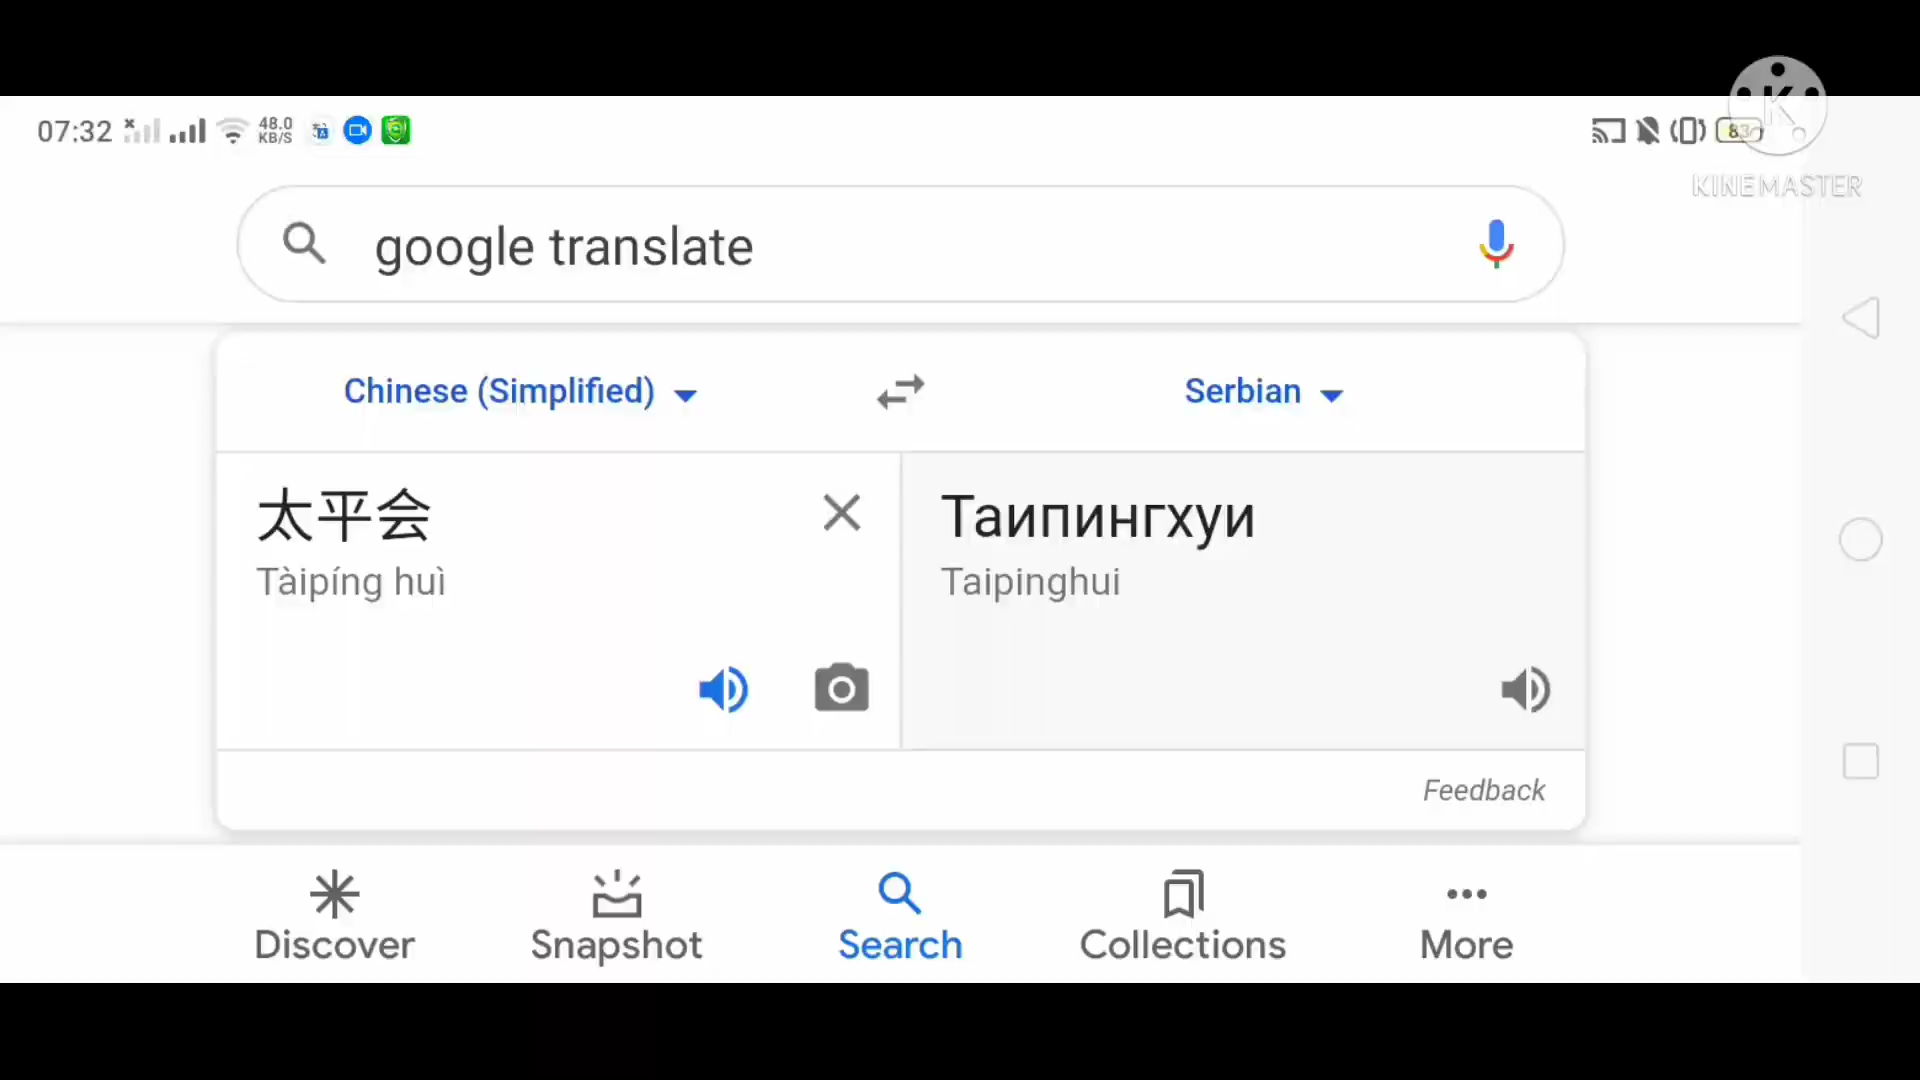 07:32
48.0
KB/S
83
KINEMASTER
google translate
Chinese (Simplified)
Serbian
太平会
Tàipíng huì
Таипингхуи
Taipinghui
Feedback
Discover
Snapshot
Search
Collections
More